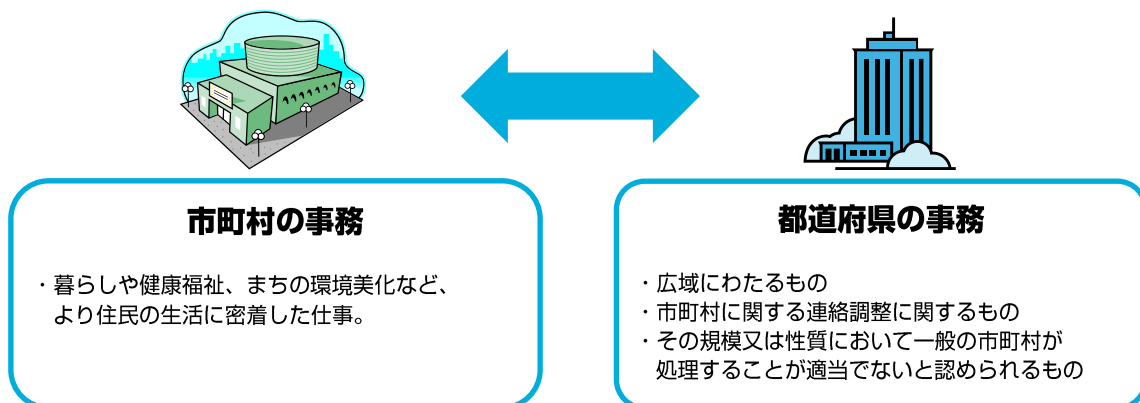 市町村の事務
・暮らしや健康福祉、まちの環境美化など、
より住民の生活に密着した仕事。
都道府県の事務
・広域にわたるもの
・市町村に関する連絡調整に関するもの
・その規模又は性質において一般の市町村が
処理することが適当でないと認められるもの